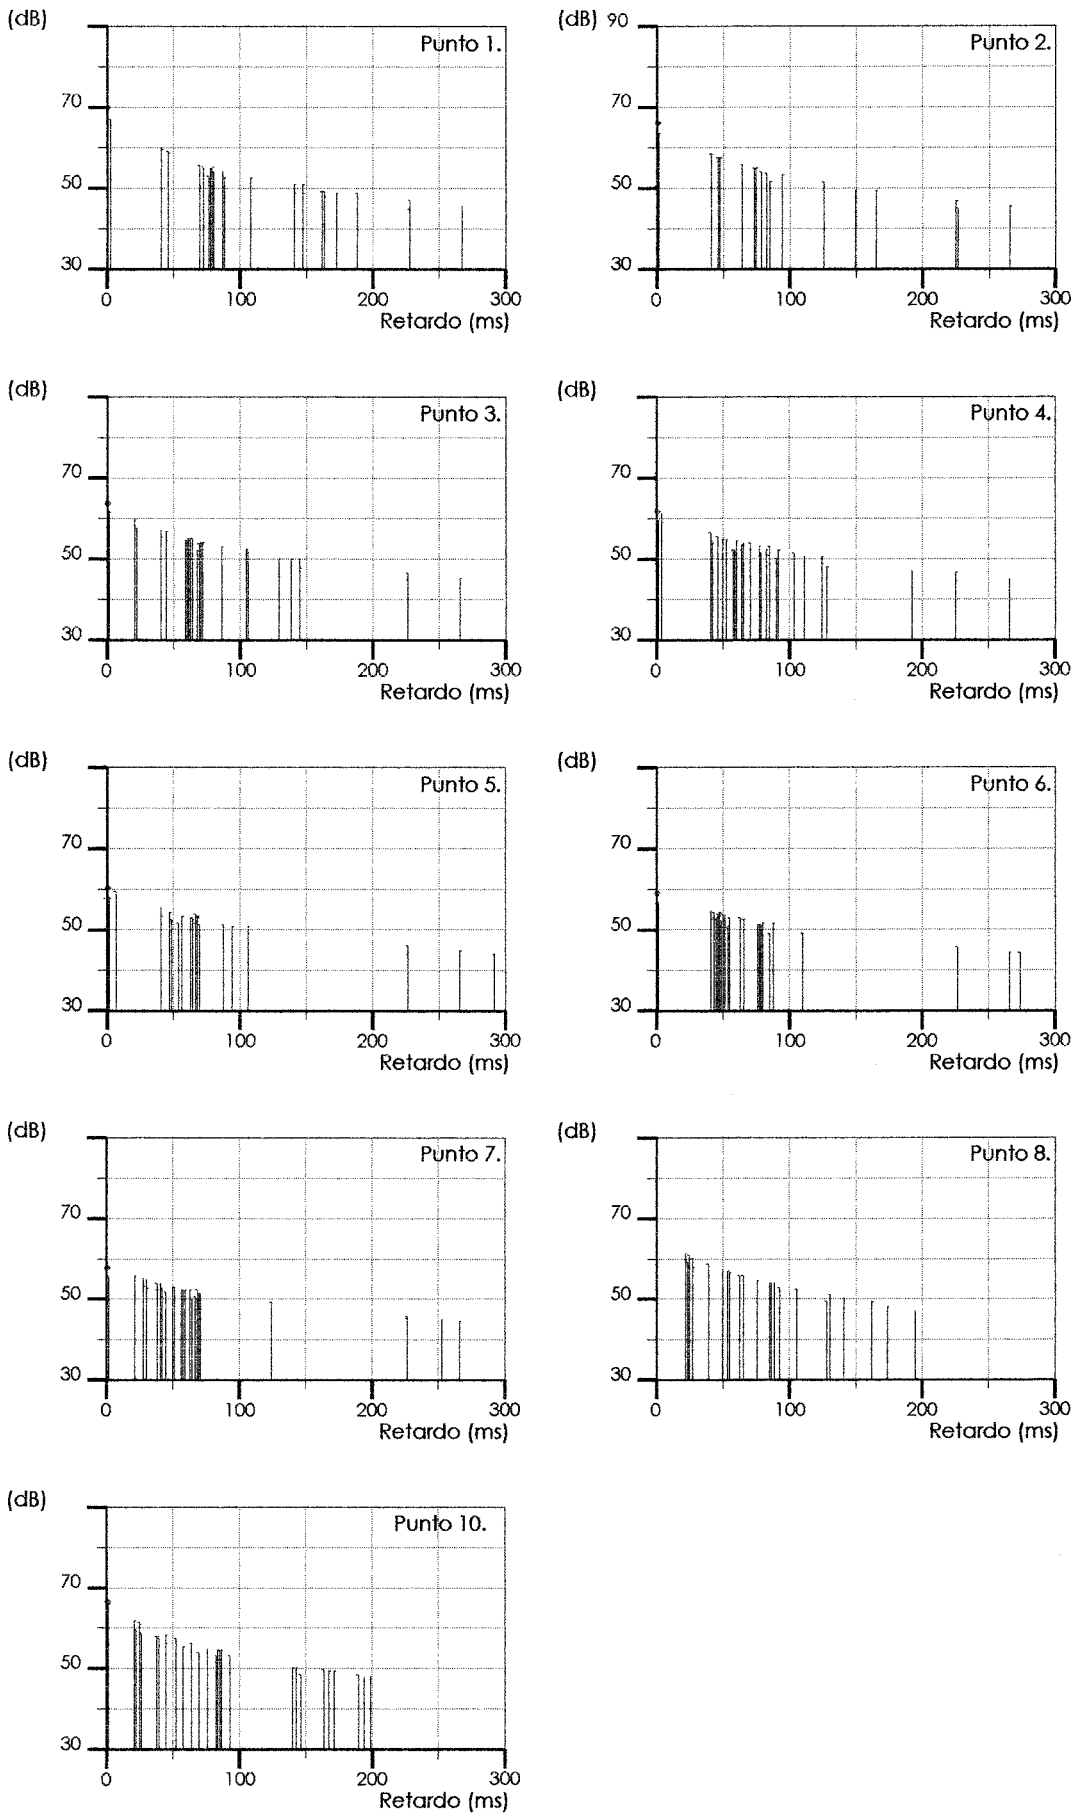 (dB)
Punto 1.
70
50
30
0 100 200 300
Retardo (ms)
(dB) 90
Punto 2.
70
50
30
0 100 200 300
Retardo (ms)
(dB)
Punto 3.
70
50
30
0 100 200 300
Retardo (ms)
(dB)
Punto 4.
70
50
30
0 100 200 300
Retardo (ms)
(dB)
Punto 5.
70
50
30
0 100 200 300
Retardo (ms)
(dB)
Punto 6.
70
50
30
0 100 200 300
Retardo (ms)
(dB)
Punto 7.
70
50
30
0 100 200 300
Retardo (ms)
(dB)
Punto 8.
70
50
30
0 100 200 300
Retardo (ms)
(dB)
Punto 10.
70
50
30
0 100 200 300
Retardo (ms)